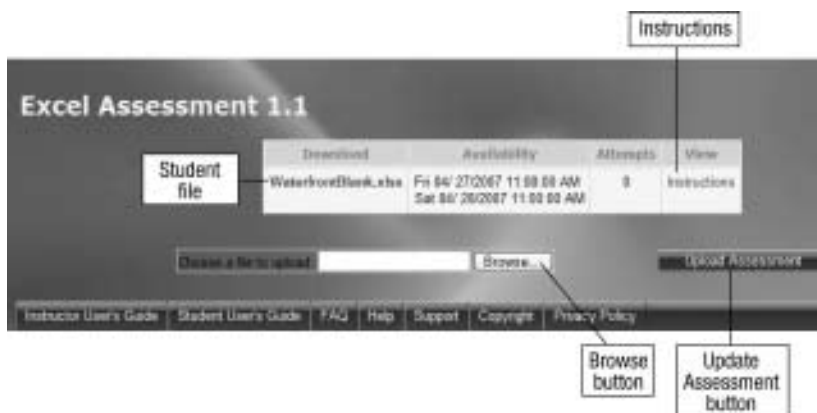 Instructions
Excel Assessment 1.1
Download Availability Attempts View
Student
file
WaterfrontBlank.xlsx Fri 04/ 27/2007 11:00:00 AM 0 Instructions
Sat 04/ 28/2007 11:00:00 AM
Choose a file to upload: Browse... Upload Assessment
Instructor User's Guide Student User's Guide FAQ Help Support Copyright Privacy Policy
Browse
button
Update
Assessment
button